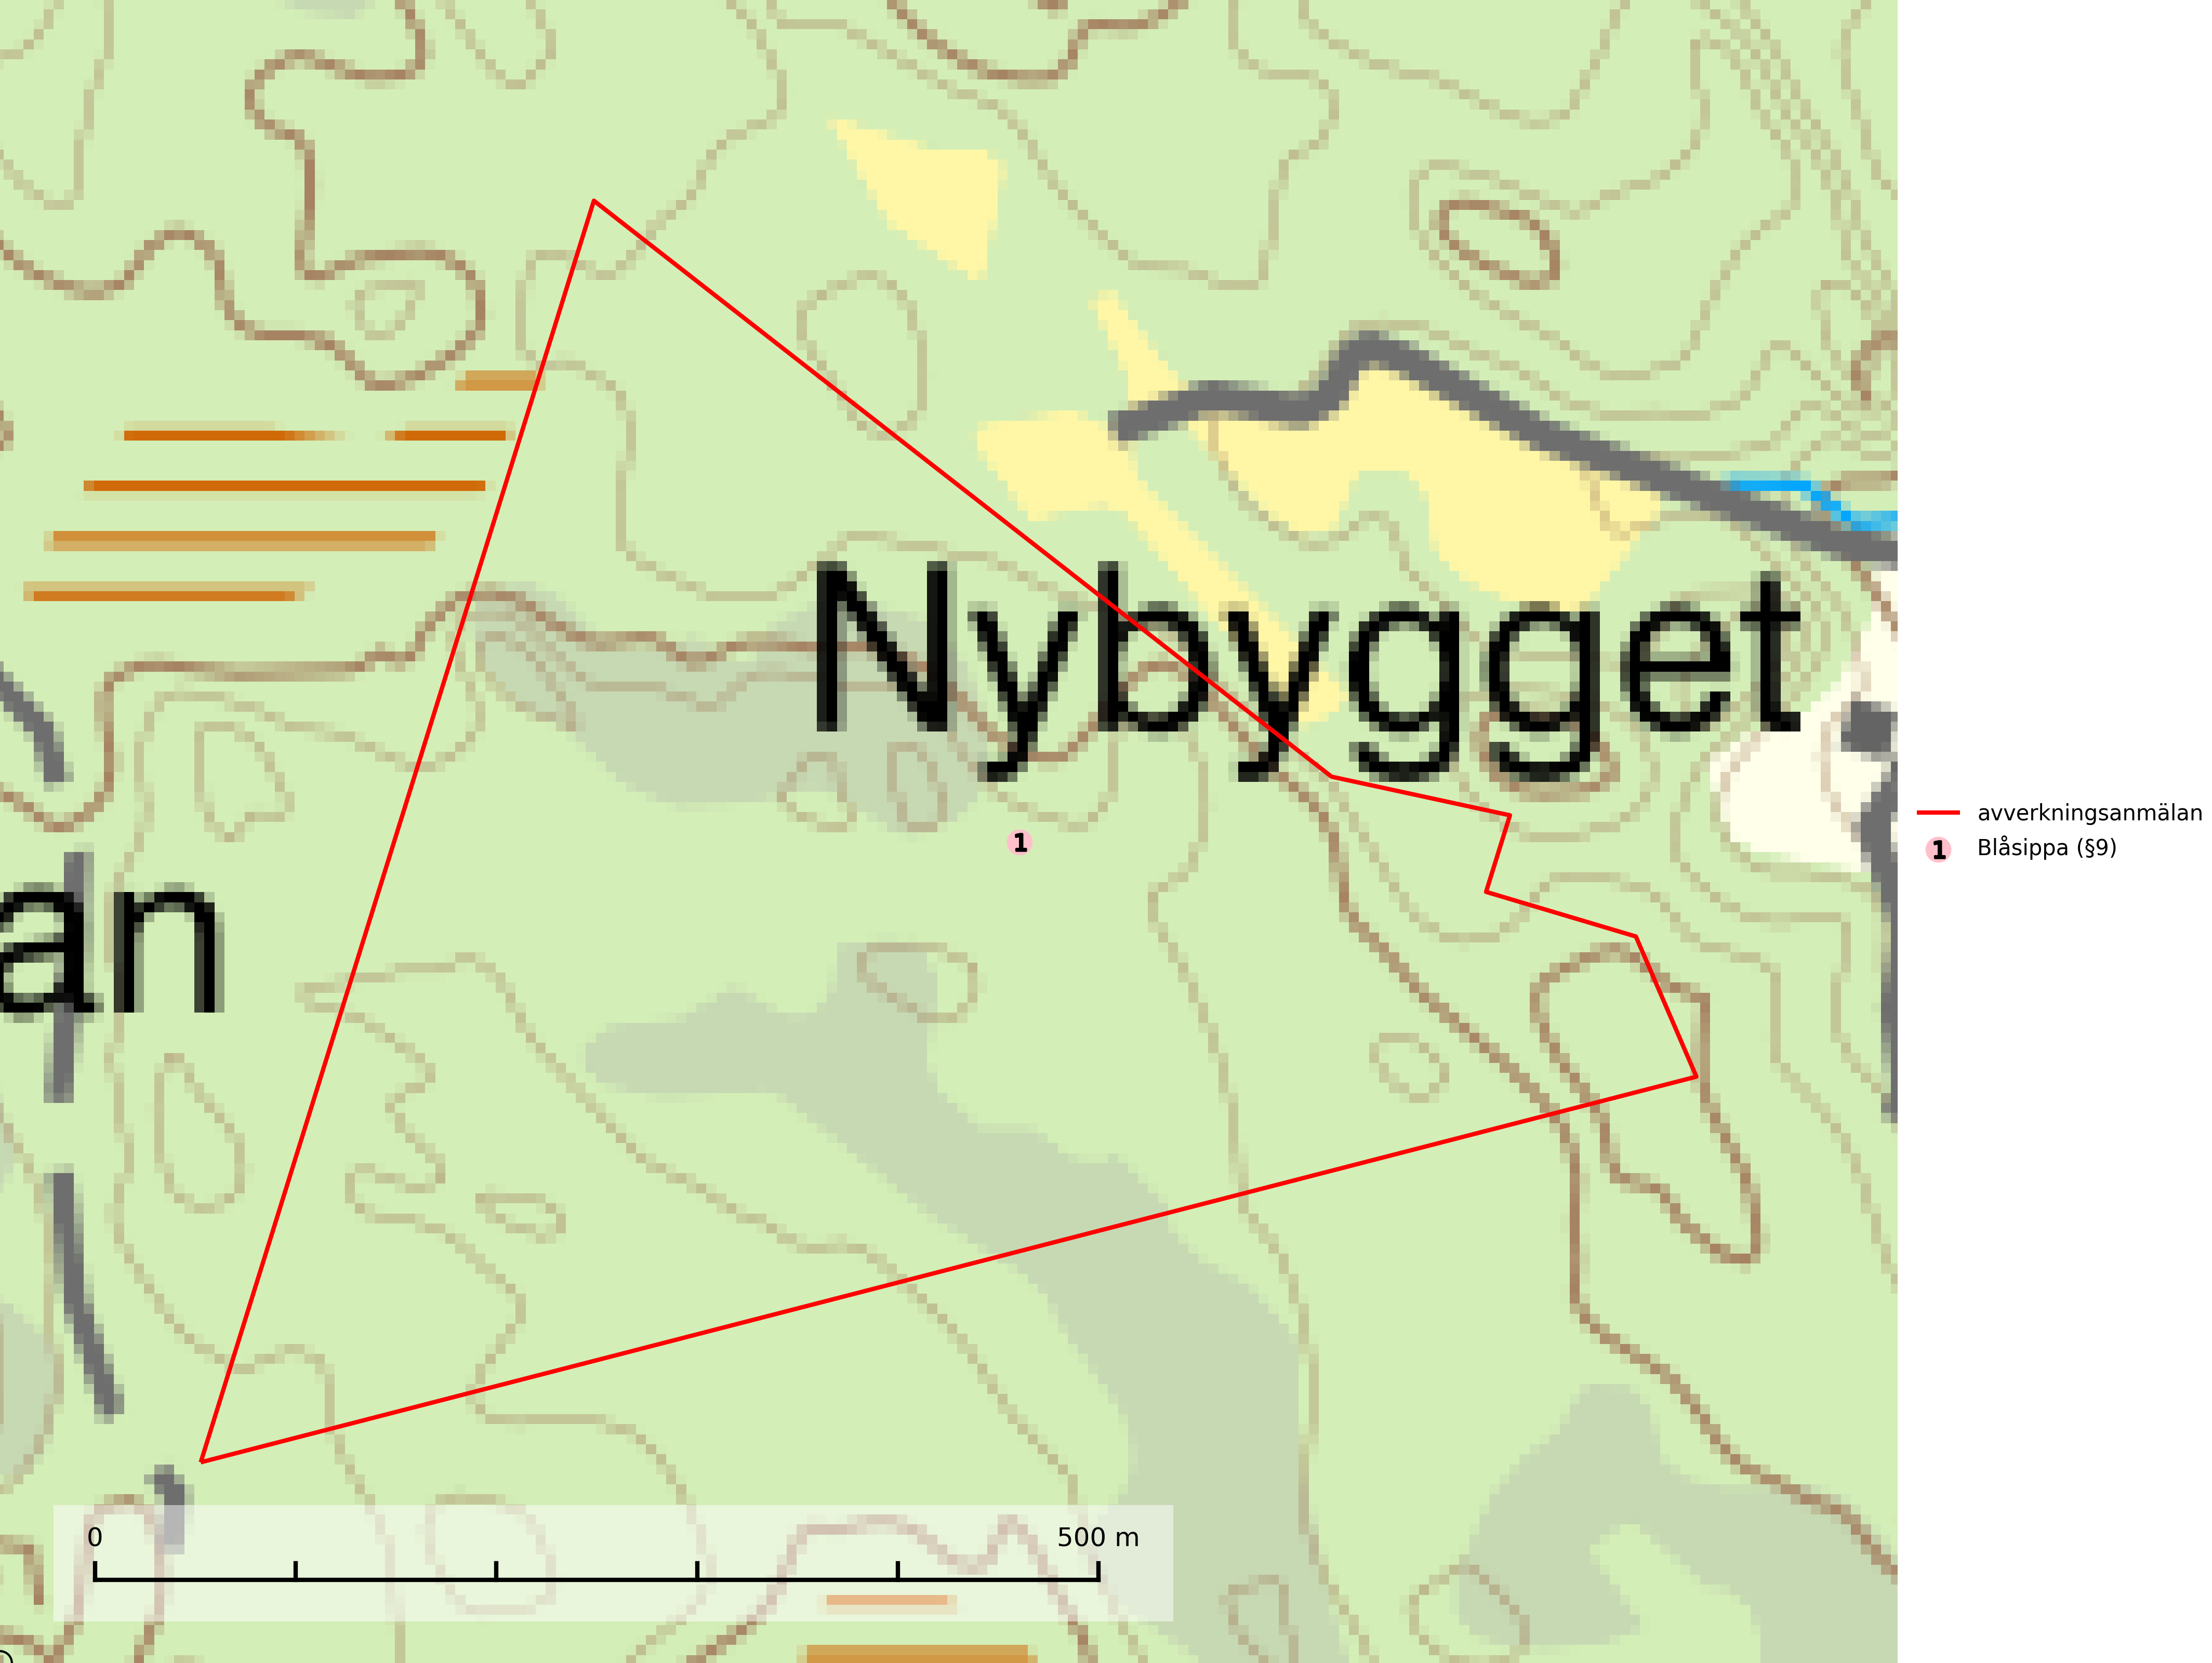 Nybygget
1
an
avverkningsanmälan
1 Blåsippa (§9)
0 500 m